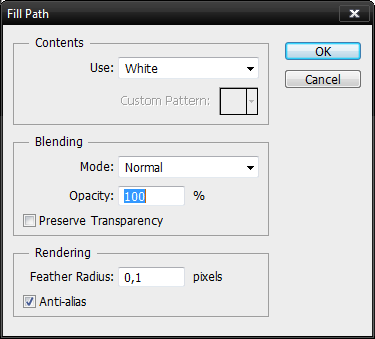 Fill Path
Contents
OK
Use: White
Cancel
Custom Pattern:
Blending
Mode: Normal
Opacity: 100 %
Preserve Transparency
Rendering
Feather Radius: 0,1 pixels
Anti-alias